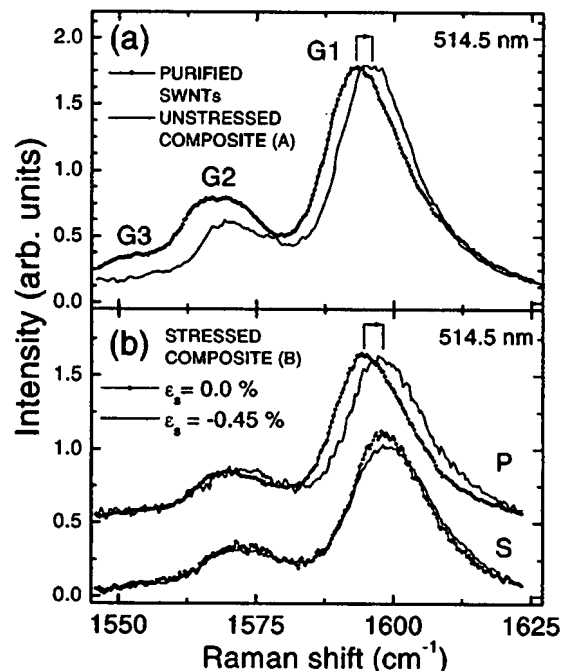 (a)
G1
514.5 nm
PURIFIED
SWNTs
UNSTRESSED
COMPOSITE (A)
G2
G3
2.0
1.5
1.0
0.5
0.0
Intensity (arb. units)
(b)
STRESSED
COMPOSITE (B)
514.5 nm
εs= 0.0 %
εs= -0.45 %
P
S
1.5
1.0
0.5
0.0
1550
1575
1600
1625
Raman shift (cm-1)